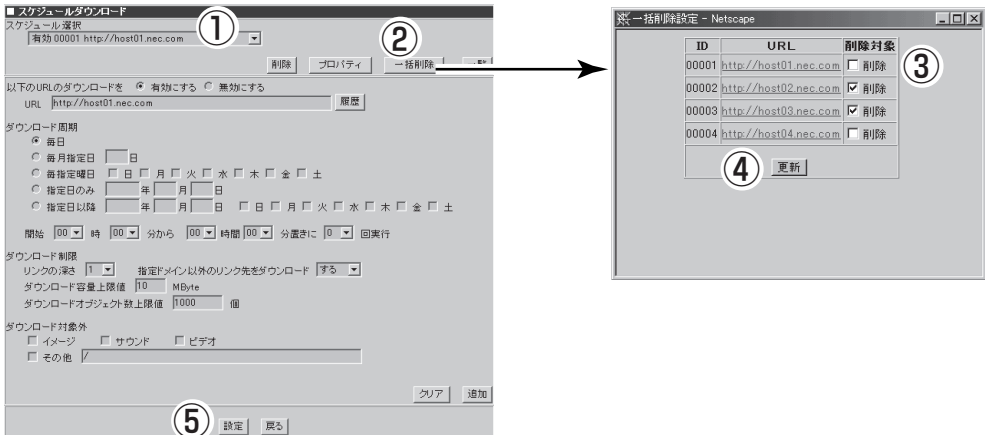 ■ スケジュールダウンロード
スケジュール選択
有効 00001 http://host01.nec.com
①
②
削除 プロパティ 一括削除
以下のURLのダウンロードを 有効にする 無効にする
URL http://host01.nec.com 履歴
ダウンロード周期
毎日
毎月指定日 日
毎指定曜日 日 月 火 水 木 金 土
指定日のみ 年 月 日
指定日以降 年 月 日 日 月 火 水 木 金 土
開始 00 時 00 分から 00 時間 00 分置きに 0 回実行
ダウンロード制限
リンクの深さ 1 指定ドメイン以外のリンク先をダウンロード する
ダウンロード容量上限値 10 MByte
ダウンロードオブジェクト数上限値 1000 個
ダウンロード対象外
イメージ サウンド ビデオ
その他 /
クリア 追加
⑤ 設定 戻る
一括削除設定 - Netscape
ID URL 削除対象
00001 http://host01.nec.com 削除 ③
00002 http://host02.nec.com 削除
00003 http://host03.nec.com 削除
00004 http://host04.nec.com 削除
④ 更新